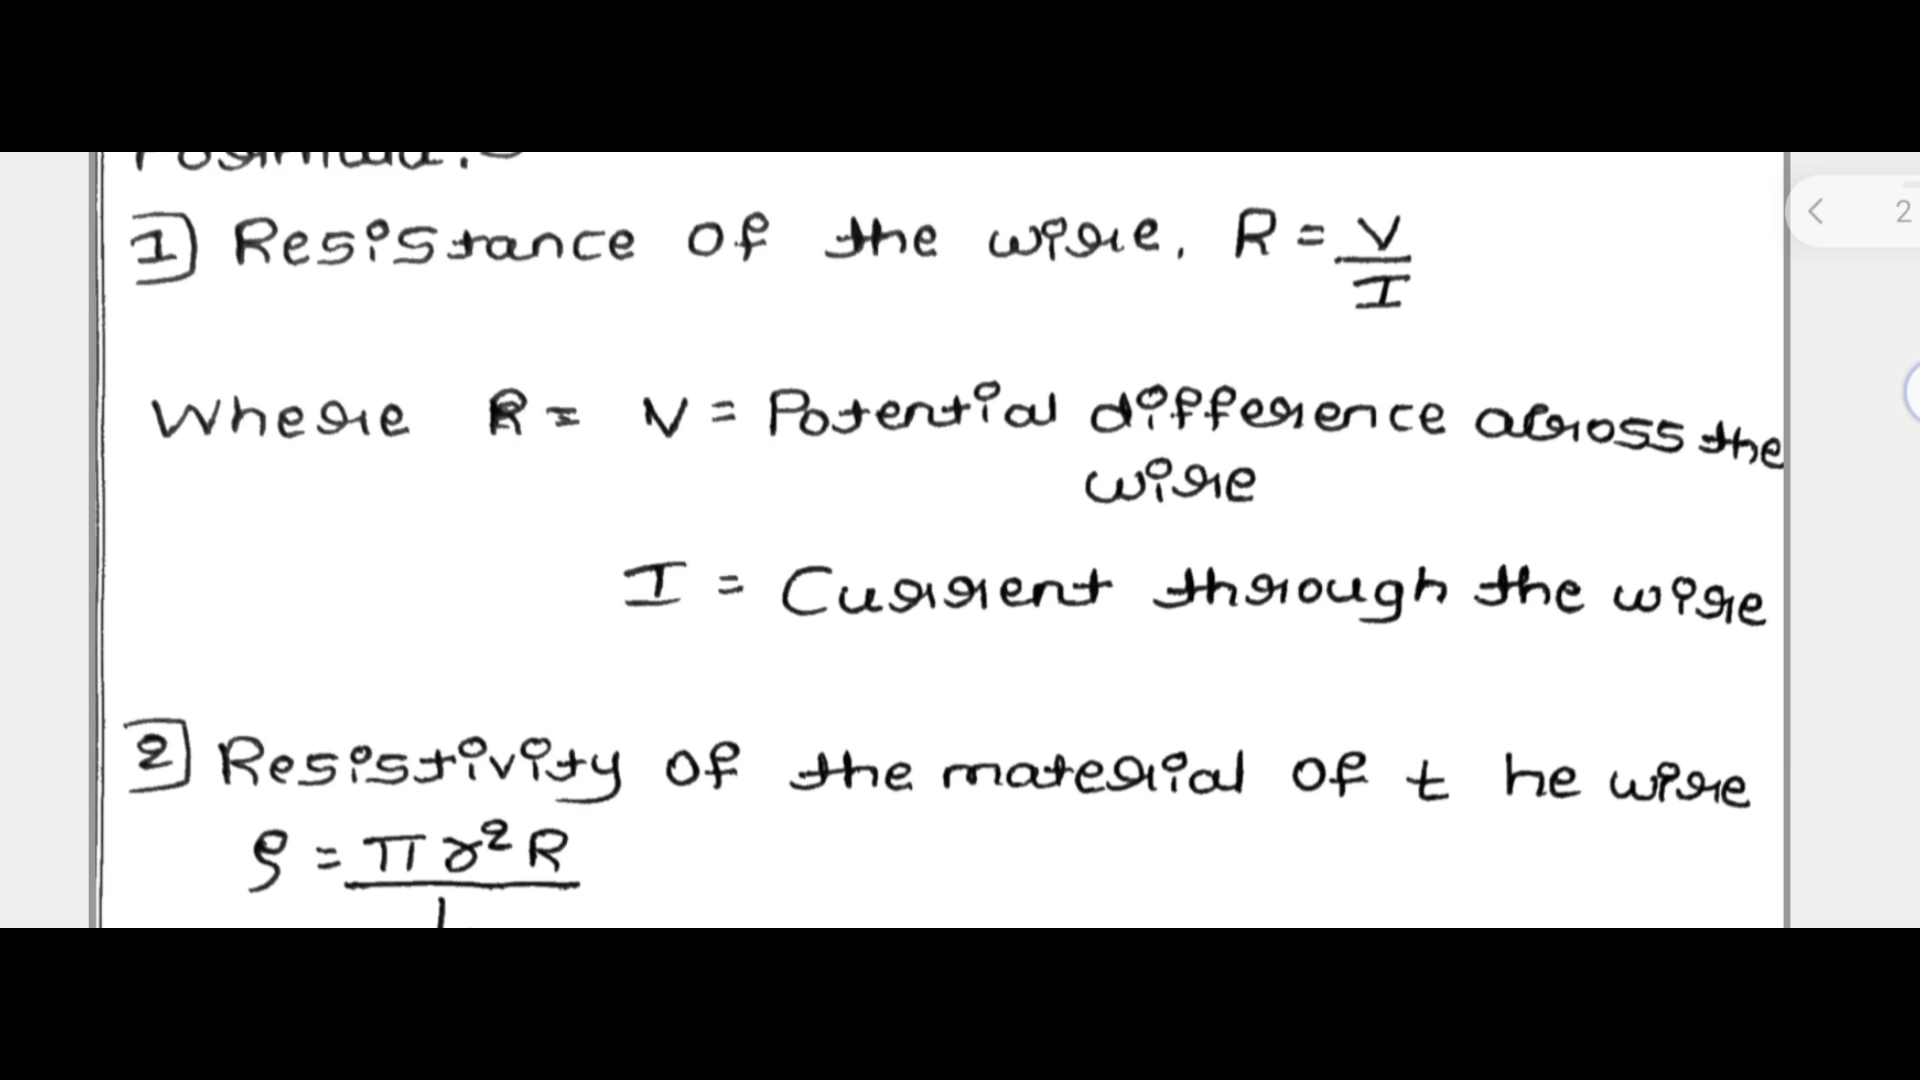 1) Resistance of the wire, R = V/I
Where R = V = Potential difference across the
wire
I = Current through the wire
2) Resistivity of the material of t he wire
ρ = πr²R
2